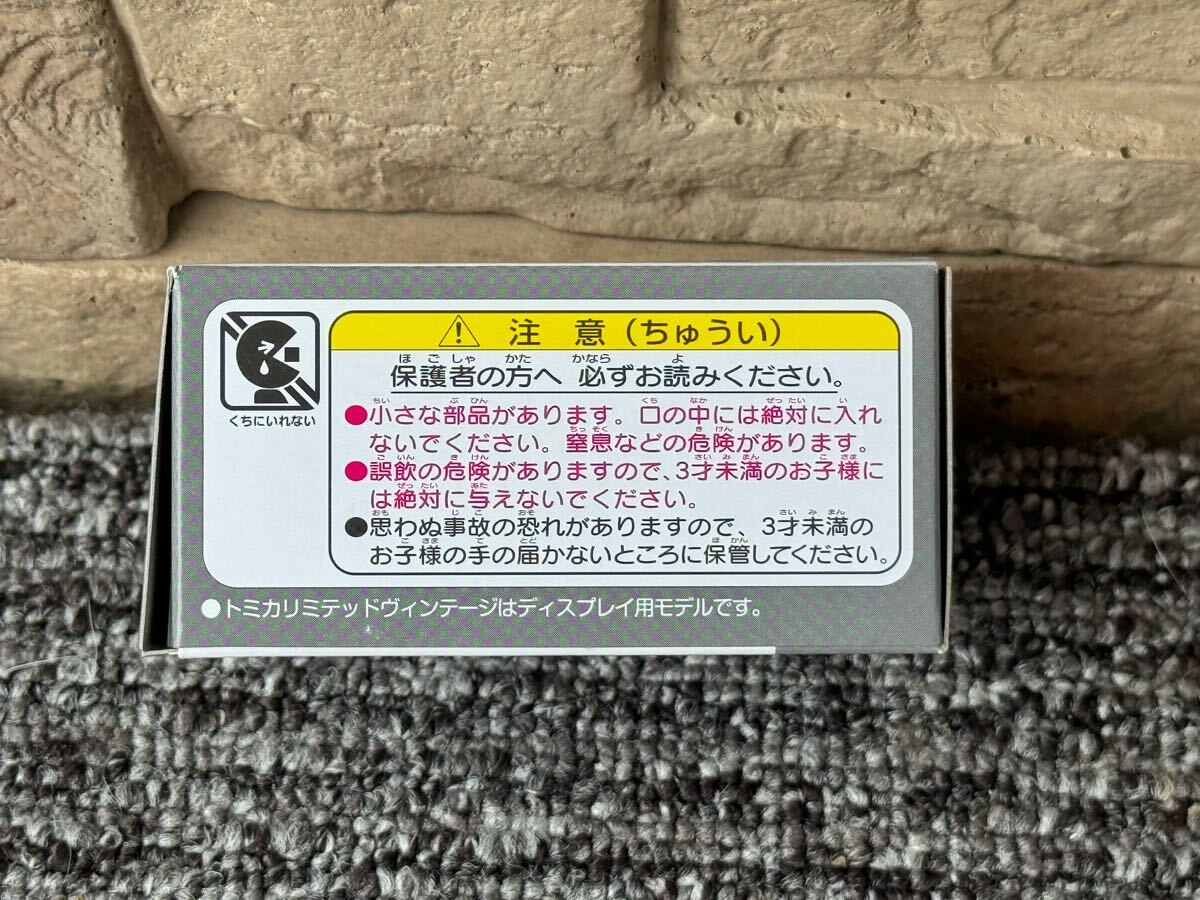 注 意 (ちゅうい)
保護者の方へ 必ずお読みください。
●小さな部品があります。口の中には絶対に入れ
ないでください。窒息などの危険があります。
●誤飲の危険がありますので、3才未満のお子様に
は絶対に与えないでください。
●思わぬ事故の恐れがありますので、3才未満の
お子様の手の届かないところに保管してください。
くちにいれない
●トミカリミテッドヴィンテージはディスプレイ用モデルです。